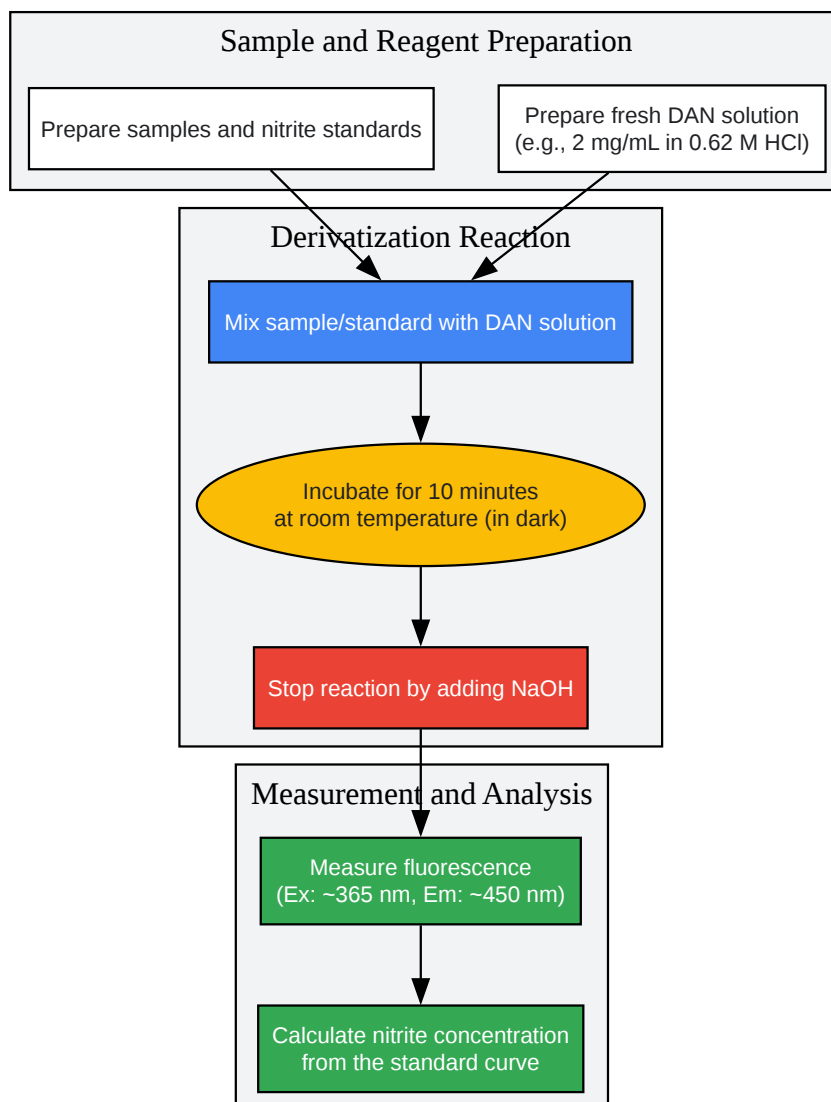 Sample and Reagent Preparation
Prepare samples and nitrite standards
Prepare fresh DAN solution
(e.g., 2 mg/mL in 0.62 M HCl)
Derivatization Reaction
Mix sample/standard with DAN solution
Incubate for 10 minutes
at room temperature (in dark)
Stop reaction by adding NaOH
Measurement and Analysis
Measure fluorescence
(Ex: ~365 nm, Em: ~450 nm)
Calculate nitrite concentration
from the standard curve